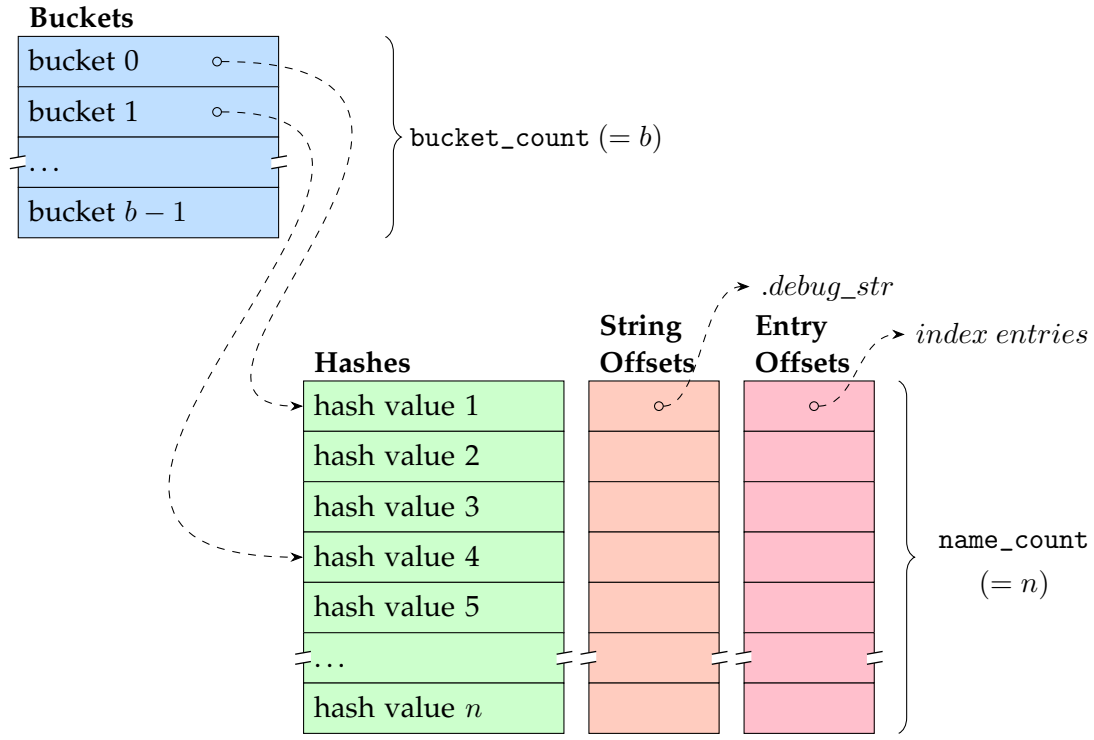 Buckets
bucket 0
bucket 1
...
bucket b − 1
bucket_count (= b)
.debug_str
String
Offsets
Entry
Offsets
index entries
Hashes
hash value 1
hash value 2
hash value 3
hash value 4
hash value 5
...
hash value n
name_count
(= n)